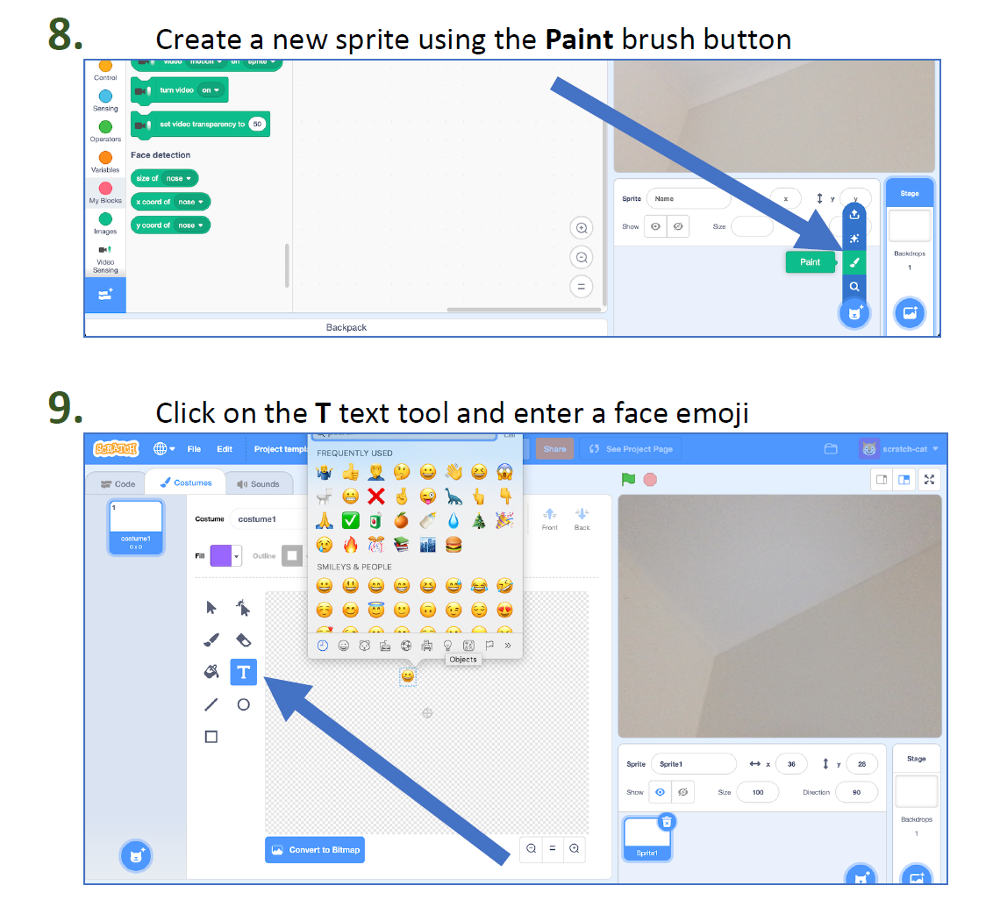 8. Create a new sprite using the Paint brush button
Control
Sensing
Operators
Variables
My Blocks
Images
Video
Sensing
video motion on sprite
turn video on
set video transparency to 50
Face detection
size of nose
x coord of nose
y coord of nose
Backpack
Sprite Name x y y
Show Size
Paint
Stage
Backdrops
1
9. Click on the T text tool and enter a face emoji
SCRATCH File Edit Share See Project Page scratch-cat
Code Costumes Sounds
1
costume1
0 x 0
Costume costume1
Fill Outline
Front Back
FREQUENTLY USED
SMILEYS & PEOPLE
Objects
T
Convert to Bitmap
Sprite Sprite1 x 36 y 28
Show Size 100 Direction 90
Sprite1
Stage
Backdrops
1